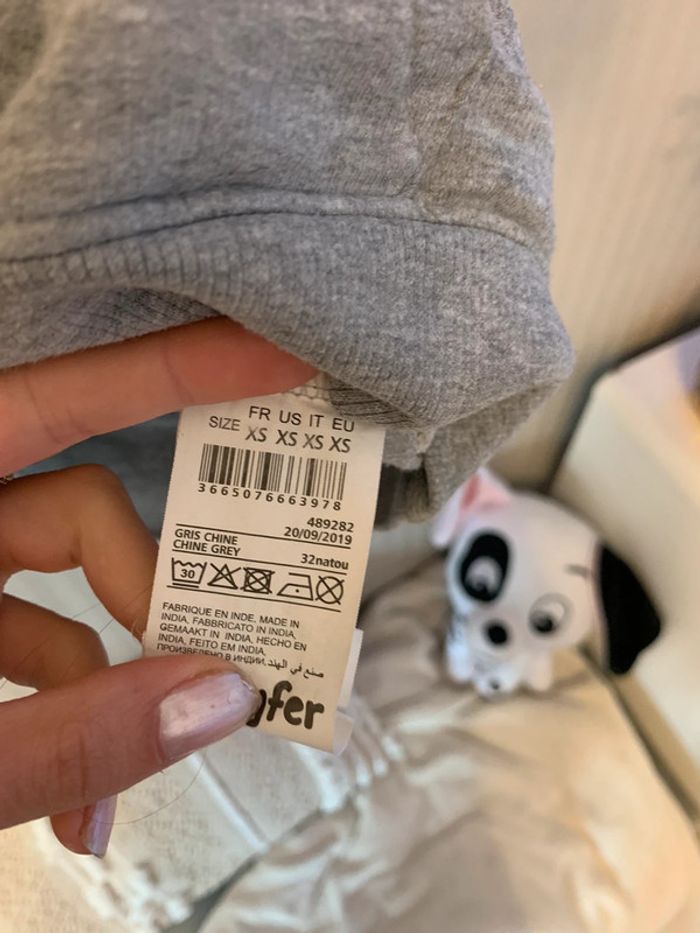 FR US IT EU
SIZE XS XS XS XS
3665076663978
489282
20/09/2019
GRIS CHINE
CHINE GREY
32natou
30
FABRIQUE EN INDE, MADE IN
INDIA, FABBRICATO IN INDIA,
GEMAAKT IN INDIA, HECHO EN
INDIA, FEITO EM INDIA,
ПРОИЗВЕДЕНО В ИНДИИ, صنع في الهند
fer